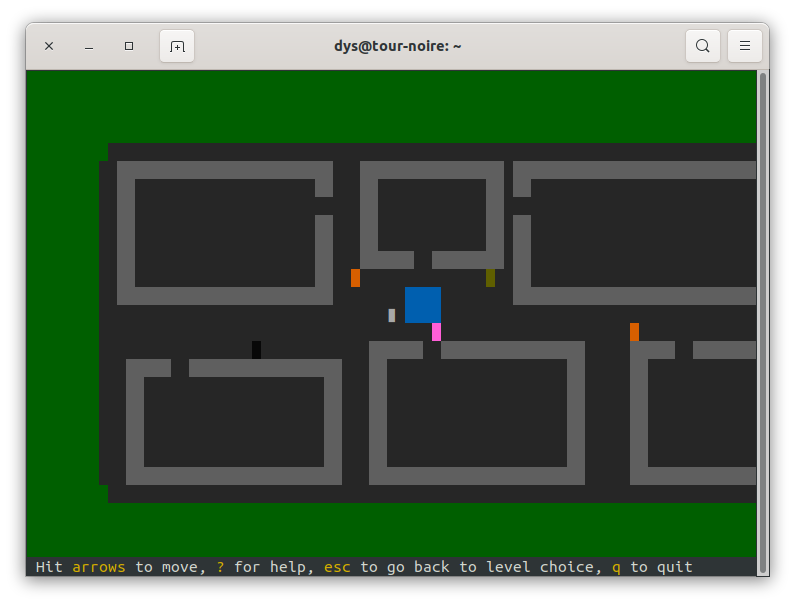 dys@tour-noire: ~
Hit arrows to move, ? for help, esc to go back to level choice, q to quit